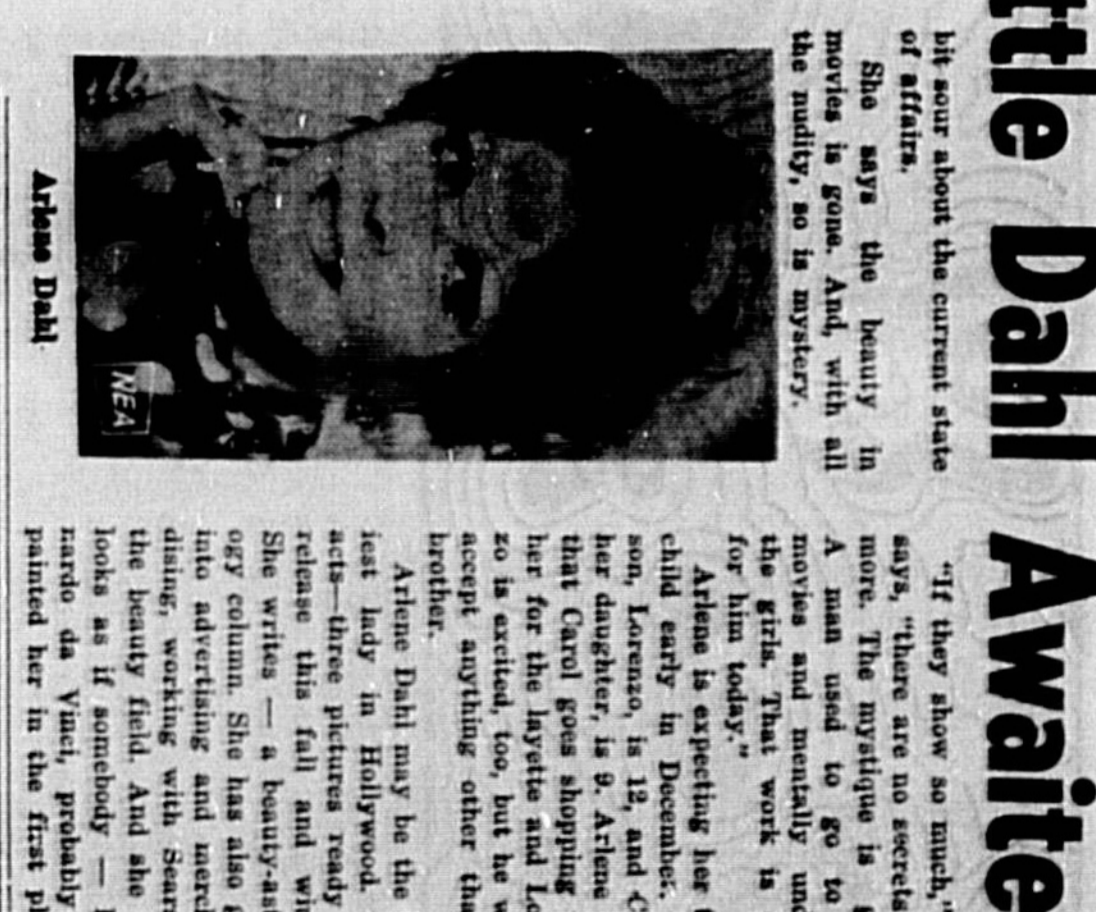 ttle Dahl Awaite
bit sour about the current state
of affairs.
She says the beauty in
movies is gone. And, with all
the nudity, so is mystery.
NEA
Arlene Dahl
"If they show so much,"
says, "there are no secrets
more. The mystique is
A man used to go to
movies and mentally
the girls. That work is
for him today."
Arlene is expecting her
child early in December.
son, Lorenzo, is 12, and C
her daughter, is 9. Arlene
that Carol goes shopping
her for the layette and Lo
zo is excited, too, but he w
accept anything other tha
brother.
Arlene Dahl may be the
iest lady in Hollywood.
acts—three pictures ready
release this fall and
She writes — a beauty-ast
ogy column. She has also g
into advertising and merch
dising, working with Sears
the beauty field. And she
looks as if somebody —
nardo da Vinci, probably
painted her in the first pl